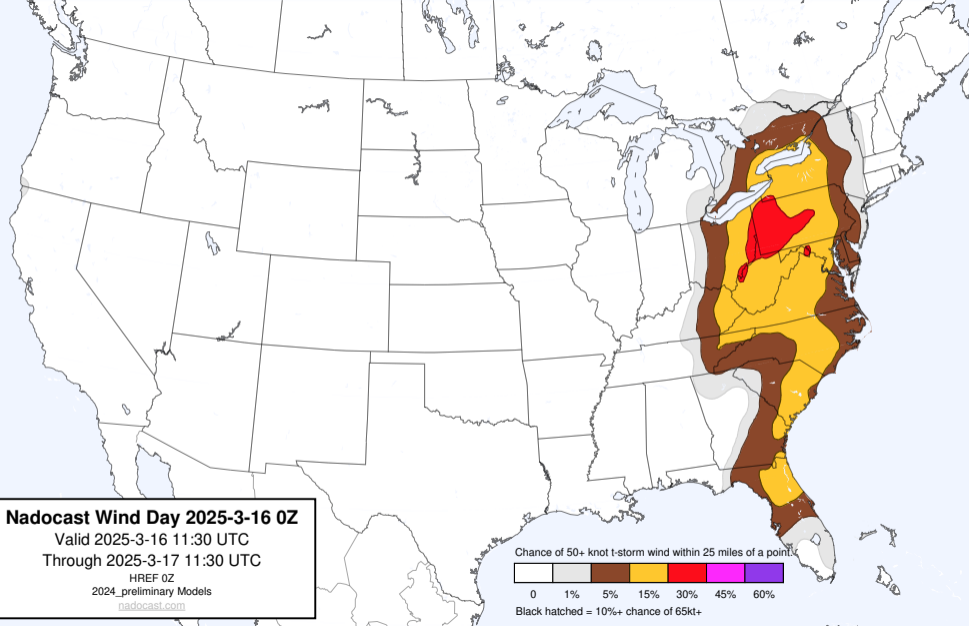 Nadocast Wind Day 2025-3-16 0Z
Valid 2025-3-16 11:30 UTC
Through 2025-3-17 11:30 UTC
HREF 0Z
2024_preliminary Models
nadocast.com
Chance of 50+ knot t-storm wind within 25 miles of a point.
0 1% 5% 15% 30% 45% 60%
Black hatched = 10%+ chance of 65kt+